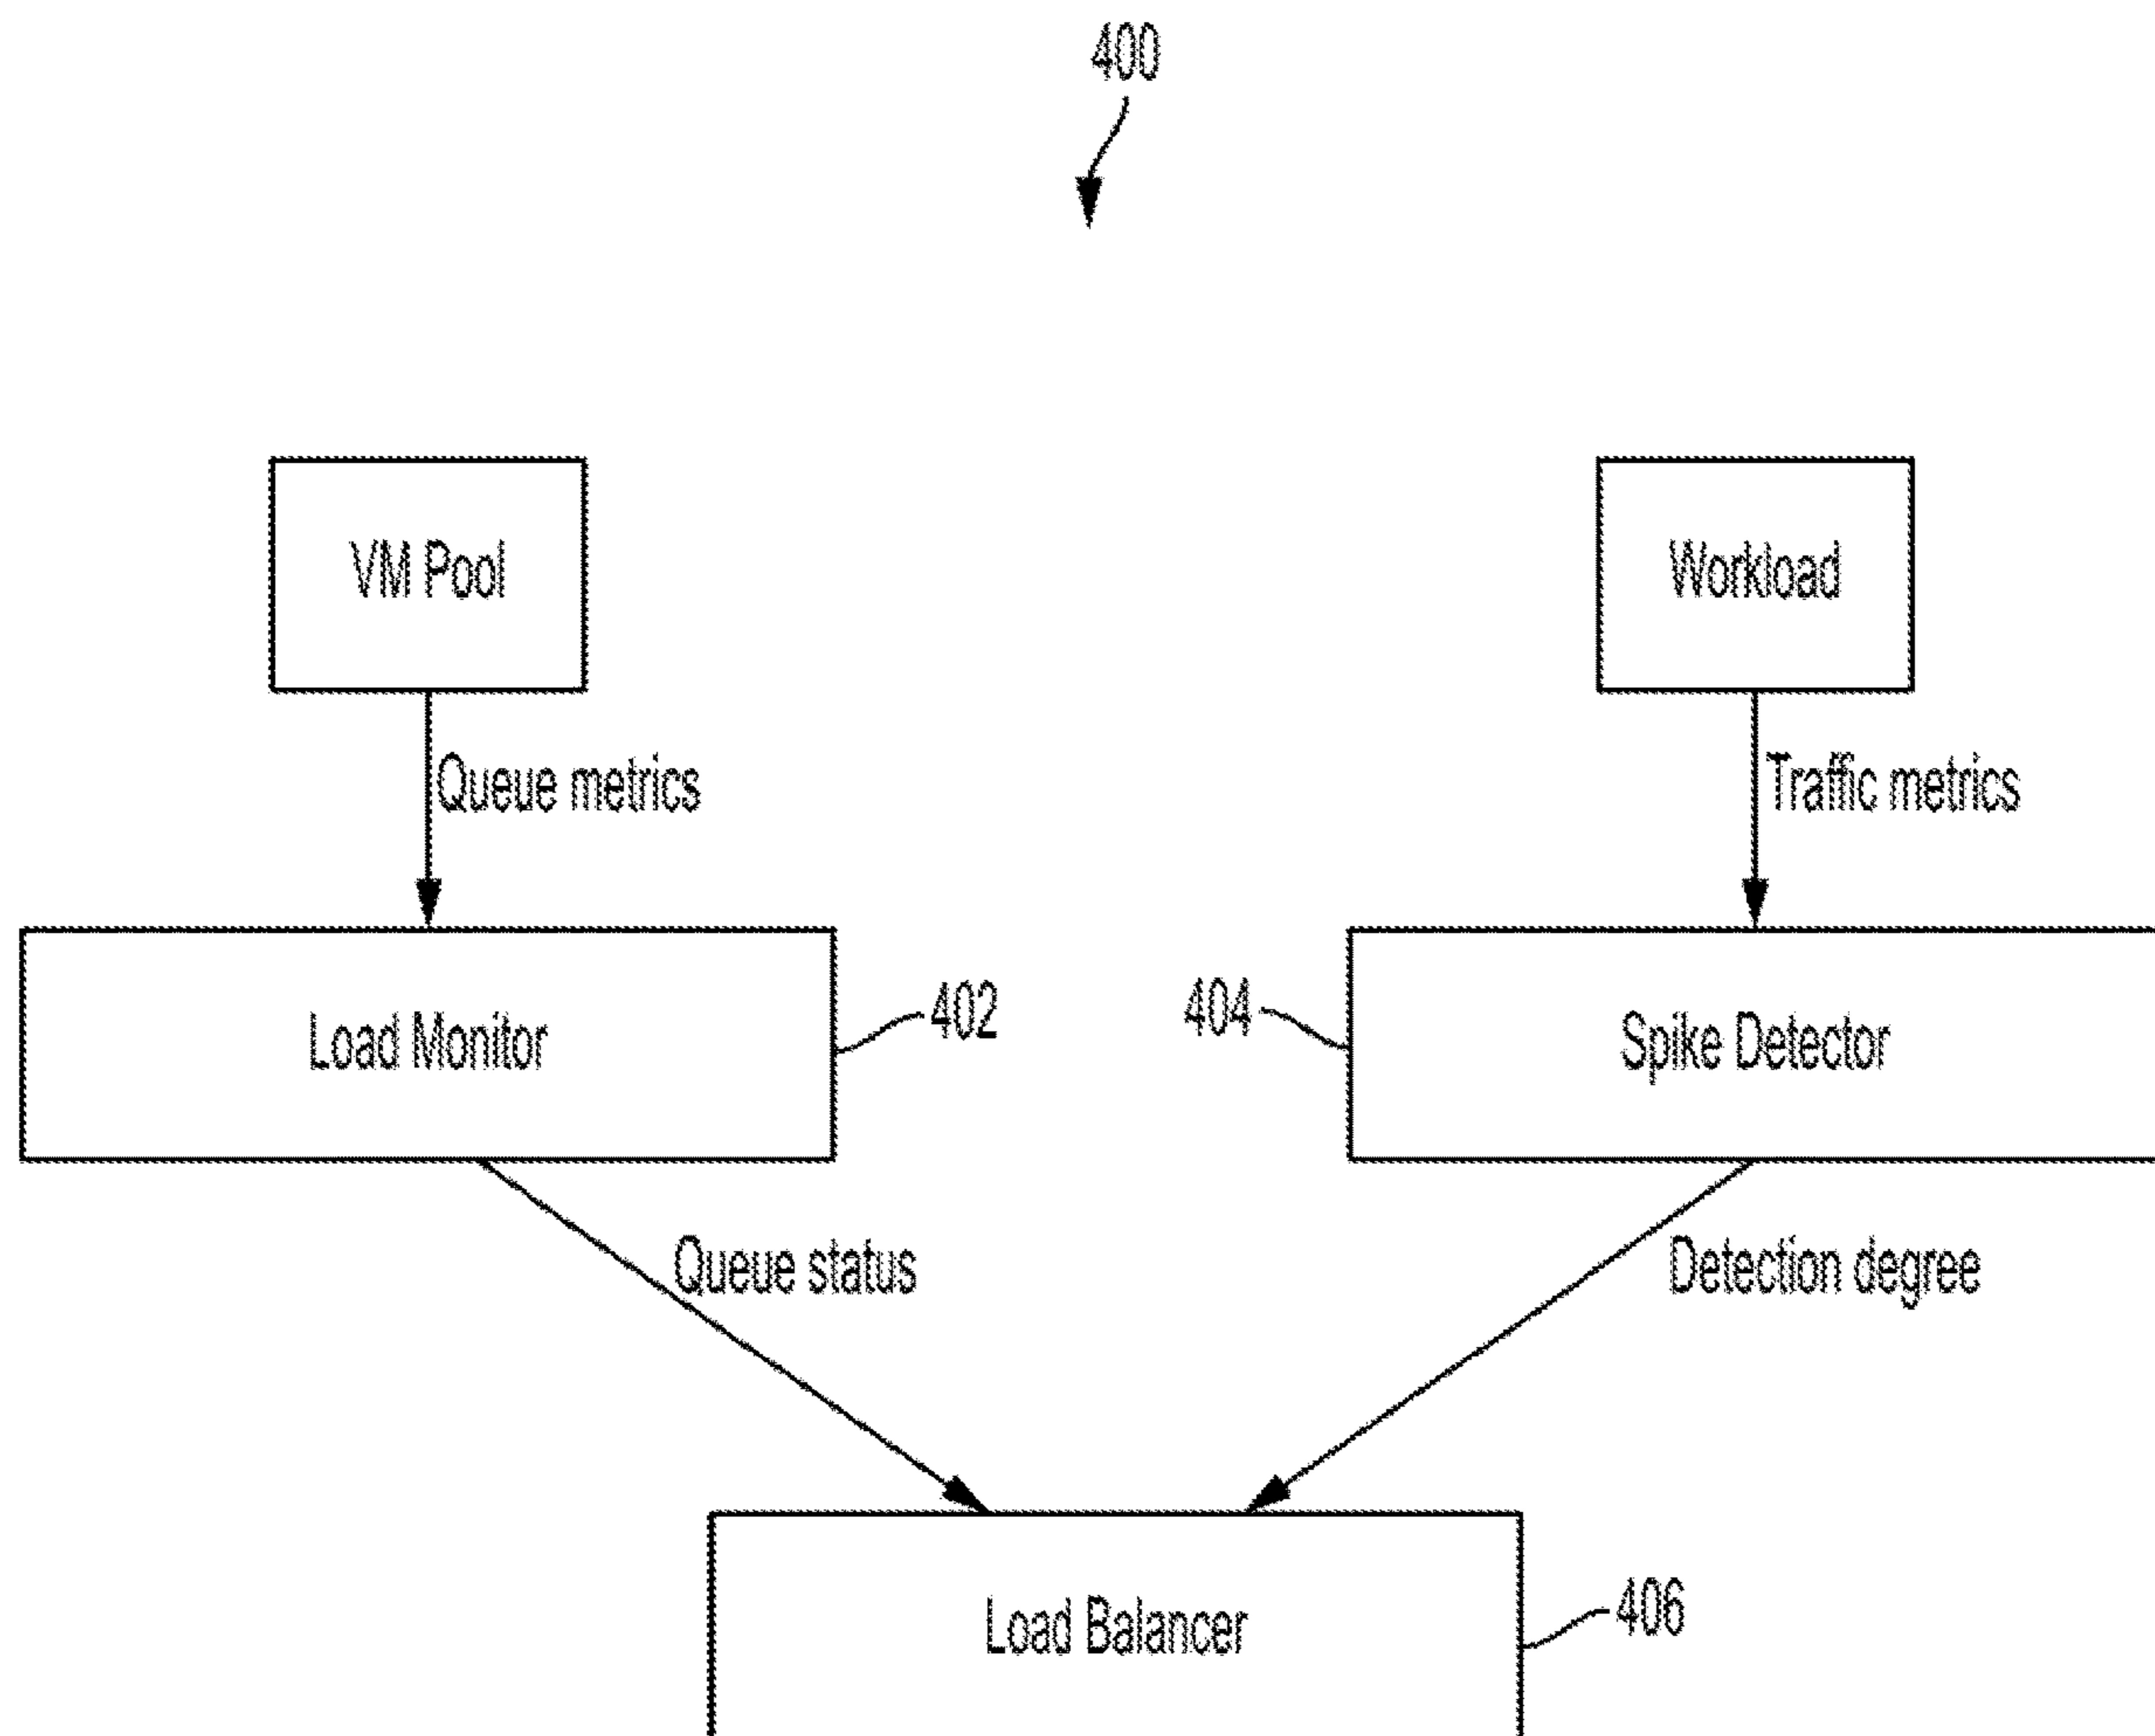 400
VM Pool
Workload
Queue metrics
Traffic metrics
Load Monitor
402
404
Spike Detector
Queue status
Detection degree
Load Balancer
406